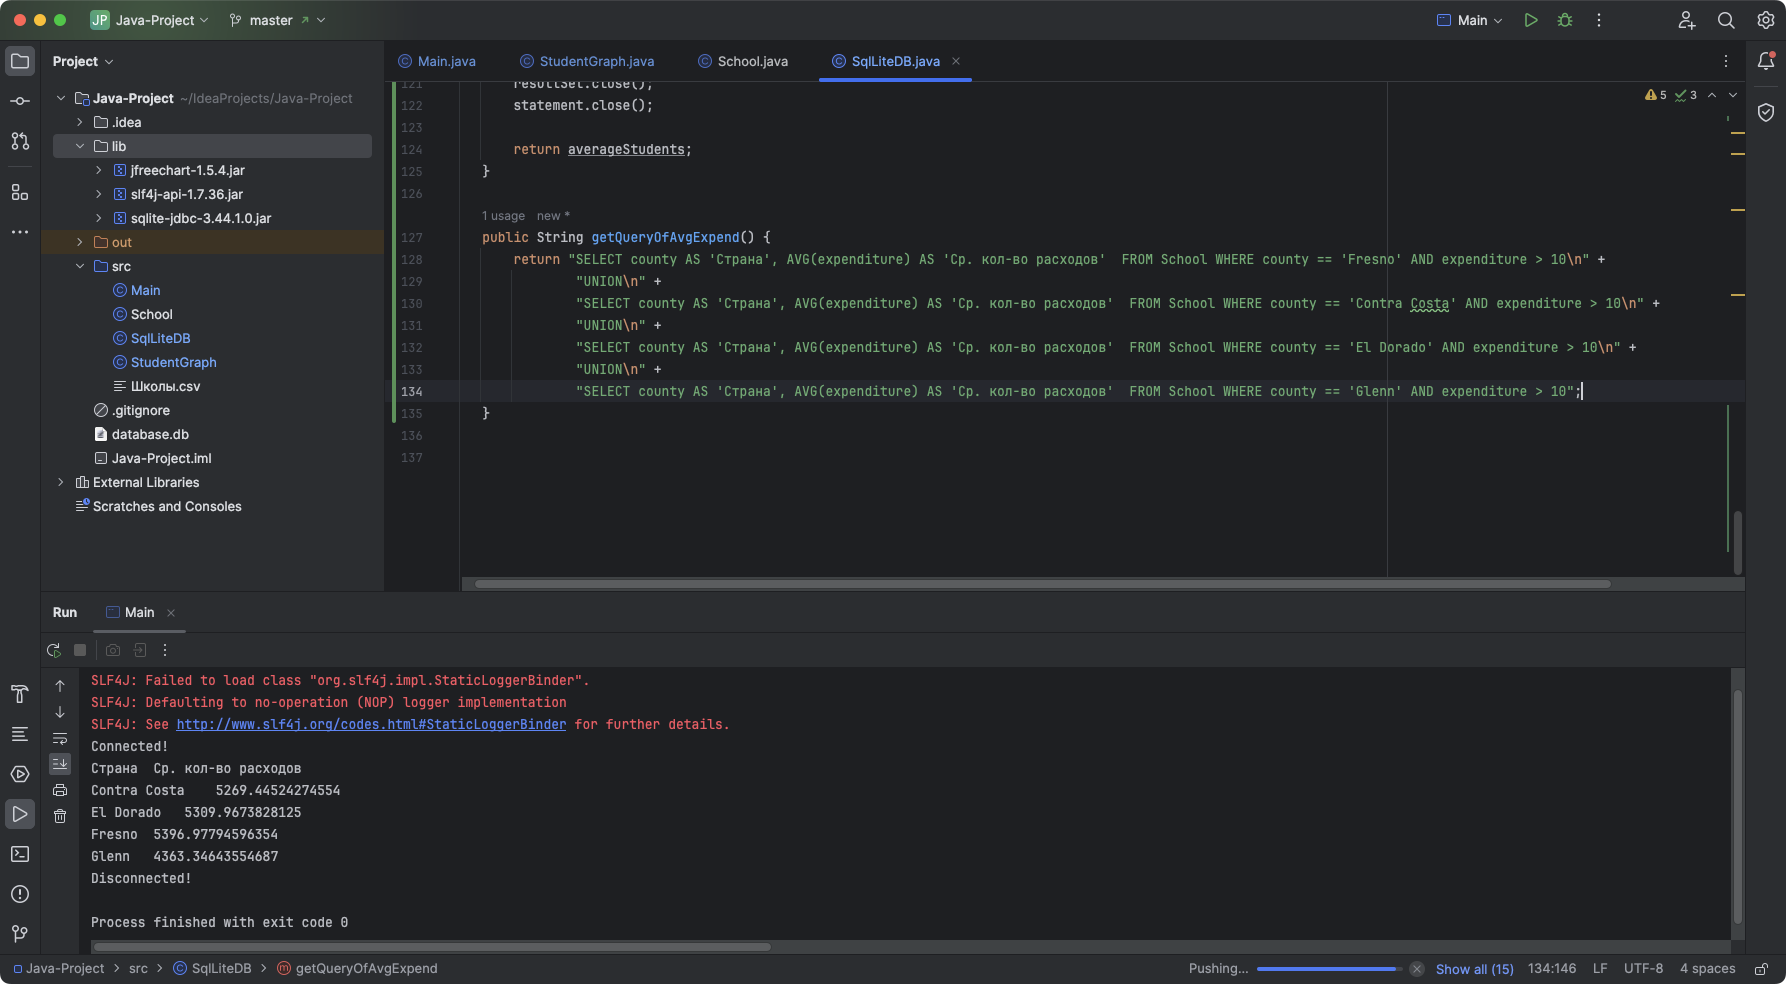 JP Java-Project master Main
Project
Main.java StudentGraph.java School.java SqlLiteDB.java
Java-Project ~/IdeaProjects/Java-Project
.idea
lib
jfreechart-1.5.4.jar
slf4j-api-1.7.36.jar
sqlite-jdbc-3.44.1.0.jar
out
src
Main
School
SqlLiteDB
StudentGraph
Школы.csv
.gitignore
database.db
Java-Project.iml
External Libraries
Scratches and Consoles
5 3
121 resultSet.close();
122 statement.close();
123
124 return averageStudents;
125 }
126
1 usage new *
127 public String getQueryOfAvgExpend() {
128 return "SELECT county AS 'Страна', AVG(expenditure) AS 'Ср. кол-во расходов'  FROM School WHERE county == 'Fresno' AND expenditure > 10\n" +
129 "UNION\n" +
130 "SELECT county AS 'Страна', AVG(expenditure) AS 'Ср. кол-во расходов'  FROM School WHERE county == 'Contra Costa' AND expenditure > 10\n" +
131 "UNION\n" +
132 "SELECT county AS 'Страна', AVG(expenditure) AS 'Ср. кол-во расходов'  FROM School WHERE county == 'El Dorado' AND expenditure > 10\n" +
133 "UNION\n" +
134 "SELECT county AS 'Страна', AVG(expenditure) AS 'Ср. кол-во расходов'  FROM School WHERE county == 'Glenn' AND expenditure > 10";
135 }
136
137
Run Main
SLF4J: Failed to load class "org.slf4j.impl.StaticLoggerBinder".
SLF4J: Defaulting to no-operation (NOP) logger implementation
SLF4J: See http://www.slf4j.org/codes.html#StaticLoggerBinder for further details.
Connected!
Страна  Ср. кол-во расходов
Contra Costa    5269.44524274554
El Dorado   5309.9673828125
Fresno  5396.97794596354
Glenn   4363.34643554687
Disconnected!
Process finished with exit code 0
Java-Project > src > SqlLiteDB > getQueryOfAvgExpend Pushing... Show all (15) 134:146 LF UTF-8 4 spaces